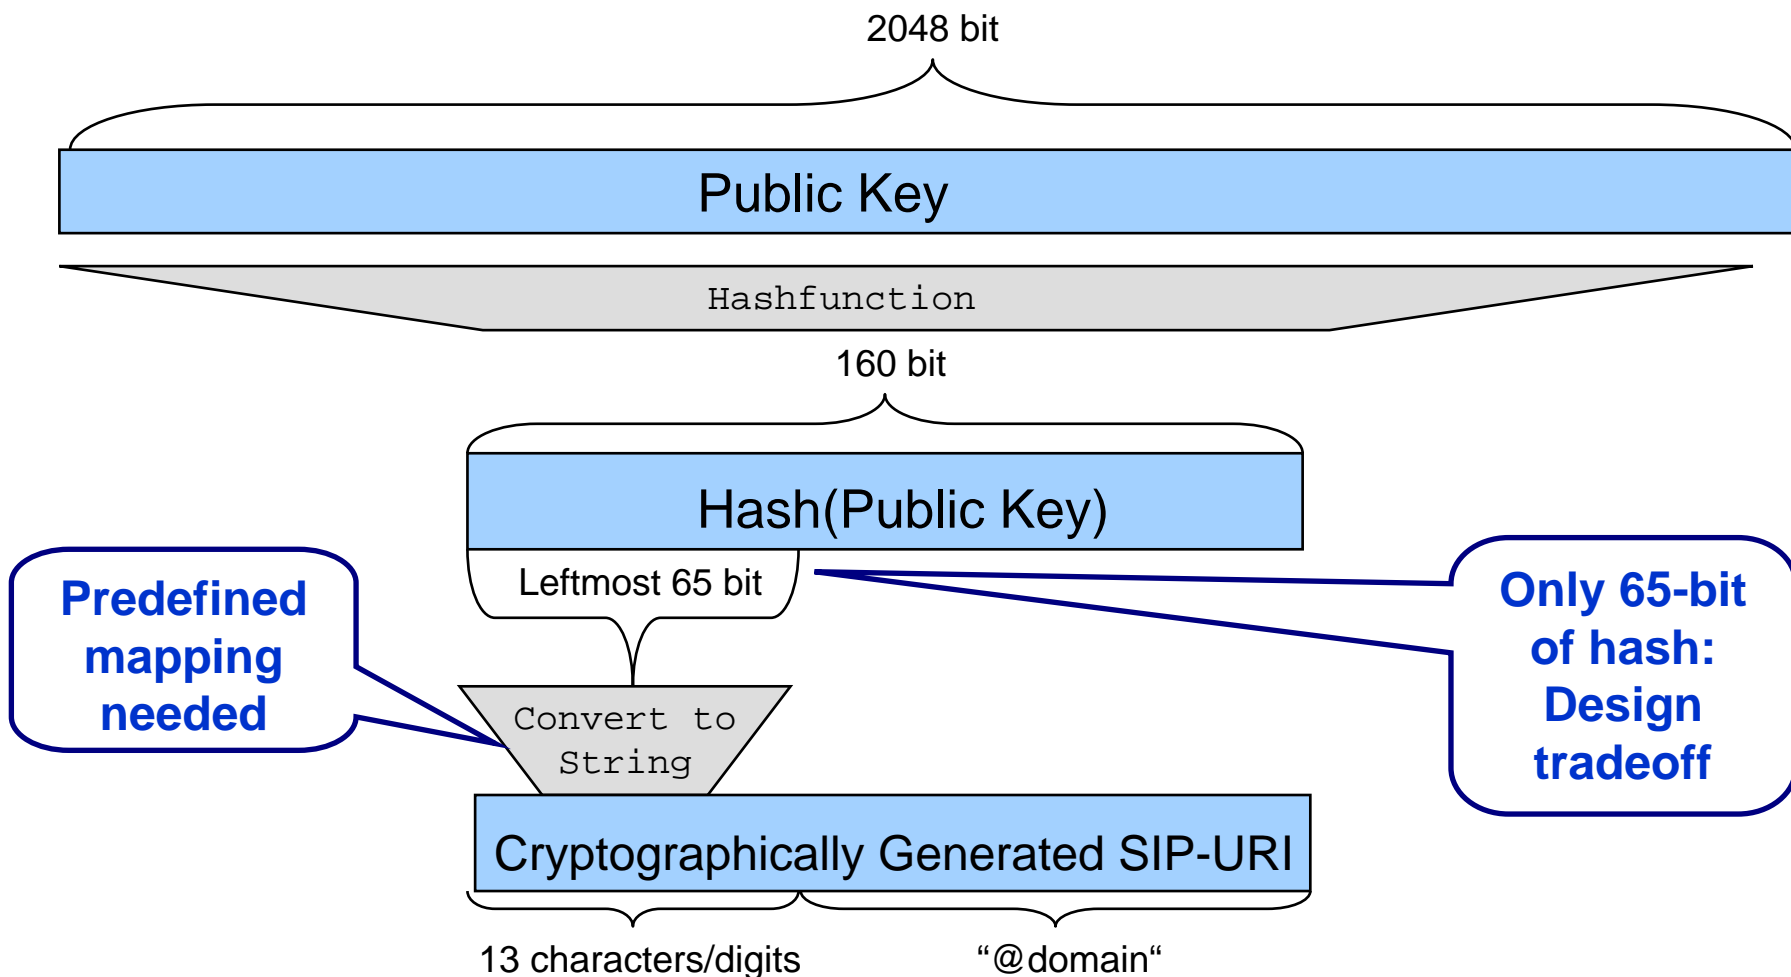 2048 bit
Public Key
Hashfunction
160 bit
Hash(Public Key)
Leftmost 65 bit
Predefined
mapping
needed
Only 65-bit
of hash:
Design
tradeoff
Convert to
String
Cryptographically Generated SIP-URI
13 characters/digits
“@domain“